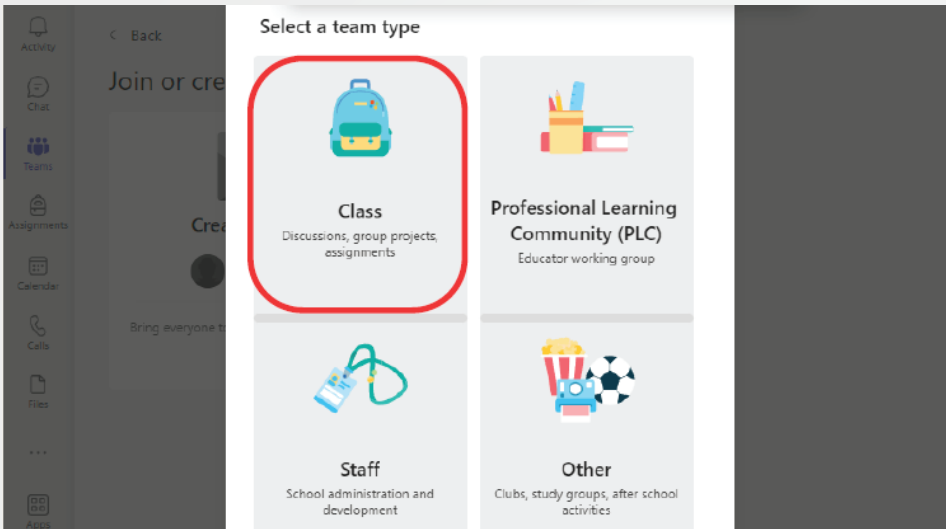 Select a team type
Activity
Chat
Teams
Assignments
Calendar
Calls
Files
Apps
Back
Join or cre
Crea
Bring everyone t
Class
Discussions, group projects,
assignments
Professional Learning
Community (PLC)
Educator working group
Staff
School administration and
development
Other
Clubs, study groups, after school
activities